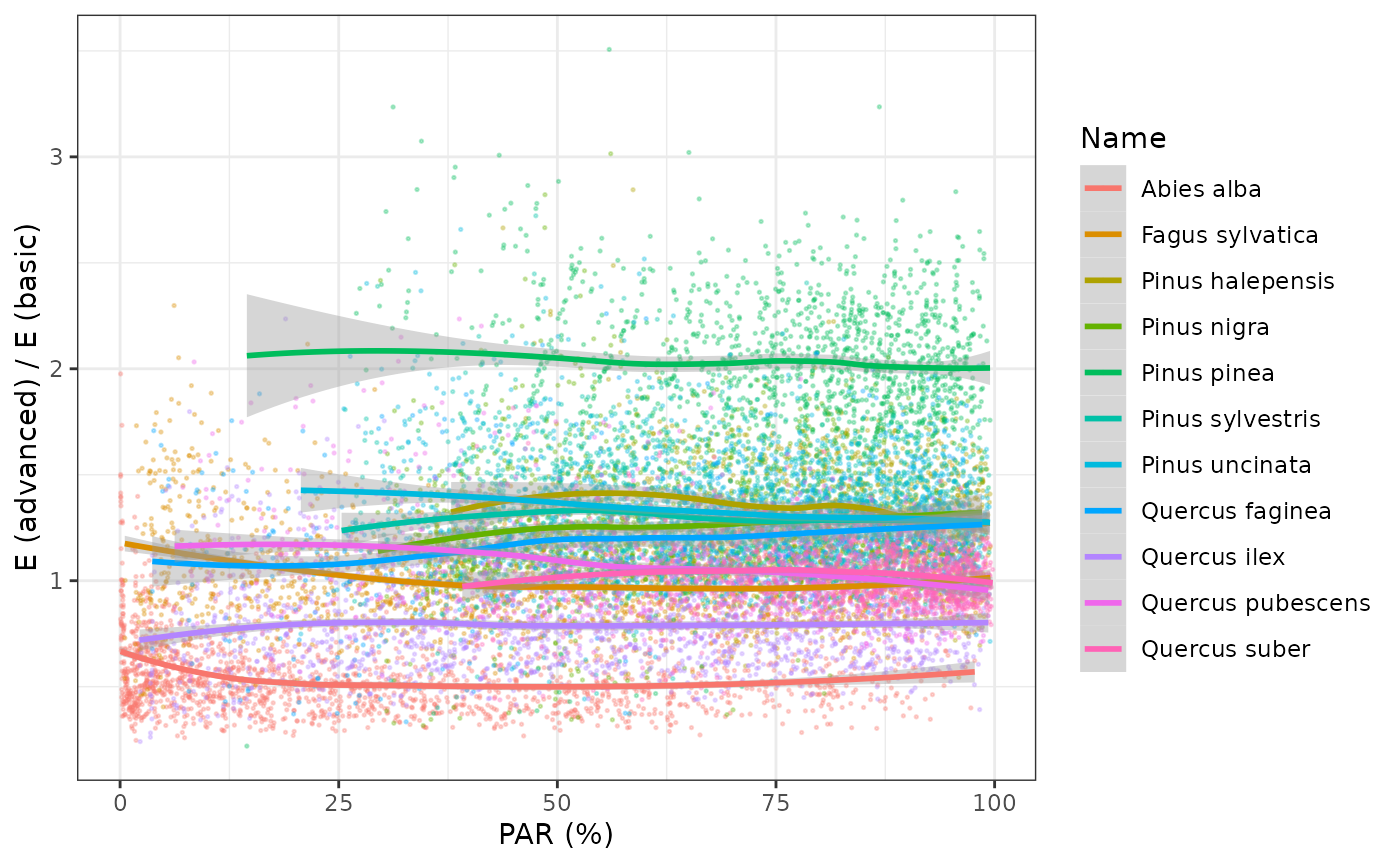 E (advanced) / E (basic)
3
2
1
0
25
50
75
100
PAR (%)
Name
Abies alba
Fagus sylvatica
Pinus halepensis
Pinus nigra
Pinus pinea
Pinus sylvestris
Pinus uncinata
Quercus faginea
Quercus ilex
Quercus pubescens
Quercus suber